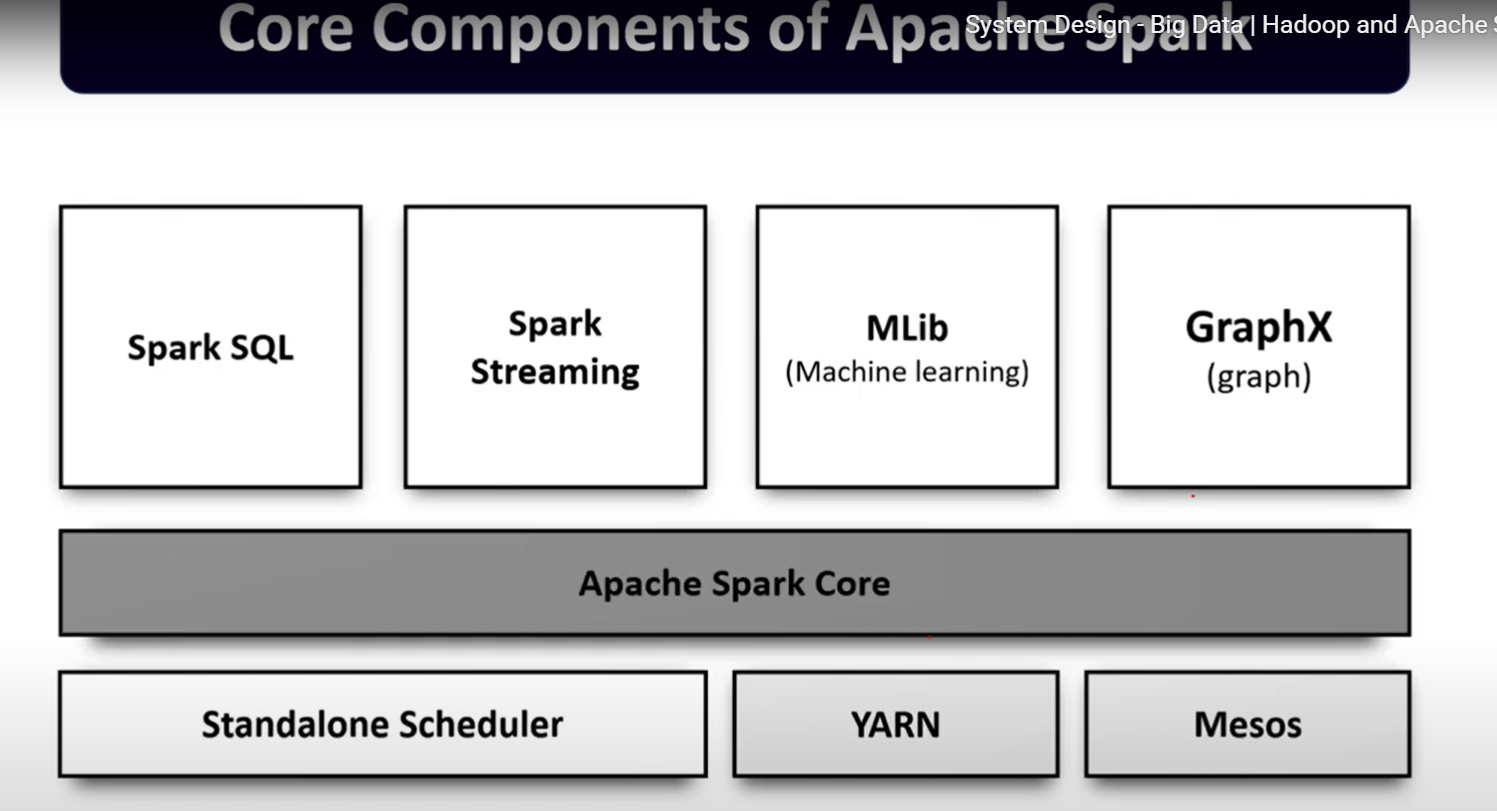 Core Components of Apache Spark
System Design - Big Data | Hadoop and Apache S
Spark SQL
Spark
Streaming
MLib
(Machine learning)
GraphX
(graph)
Apache Spark Core
Standalone Scheduler
YARN
Mesos